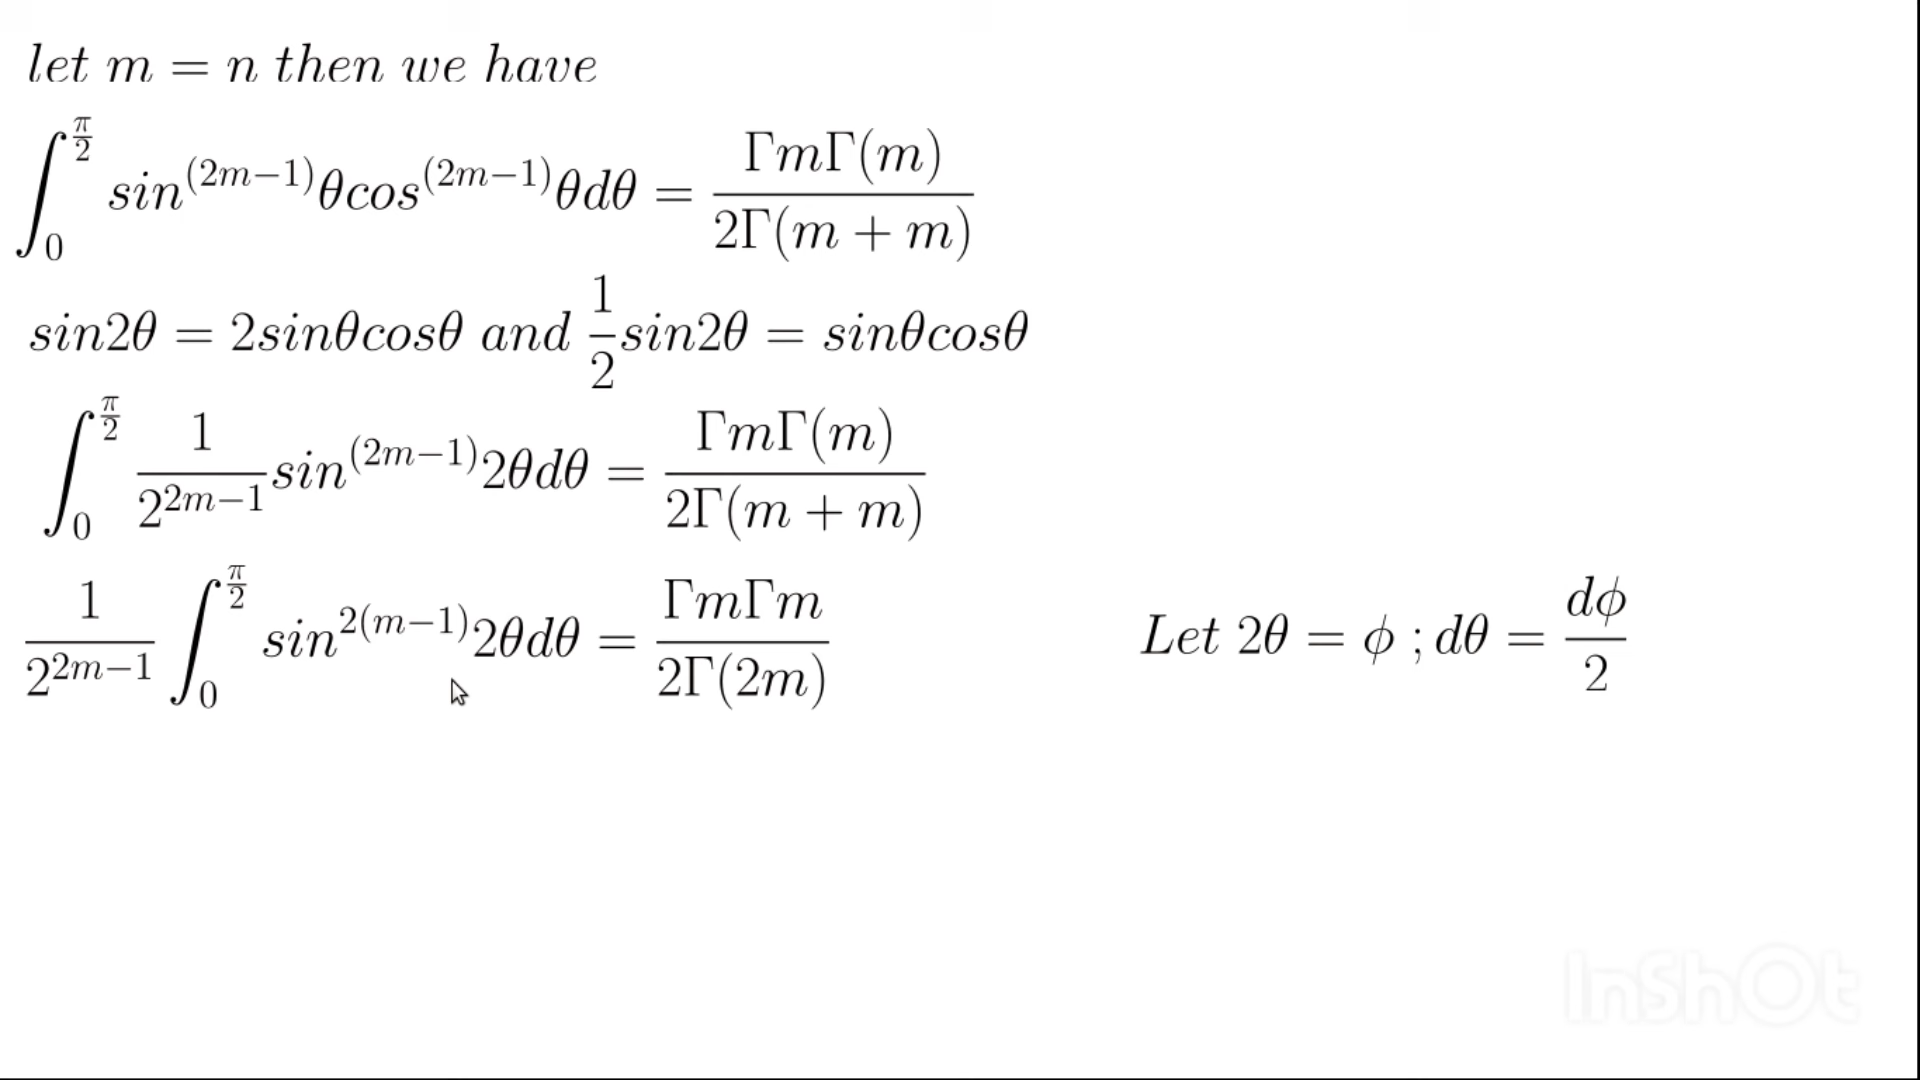 let m = n then we have
∫₀^{π/2} sin^{(2m−1)}θcos^{(2m−1)}θdθ = ΓmΓ(m) / 2Γ(m + m)
sin2θ = 2sinθcosθ and 1/2 sin2θ = sinθcosθ
∫₀^{π/2} 1/2^{2m−1} sin^{(2m−1)}2θdθ = ΓmΓ(m) / 2Γ(m + m)
1/2^{2m−1} ∫₀^{π/2} sin^{2(m−1)}2θdθ = ΓmΓm / 2Γ(2m) Let 2θ = ϕ ; dθ = dϕ/2
InShOt